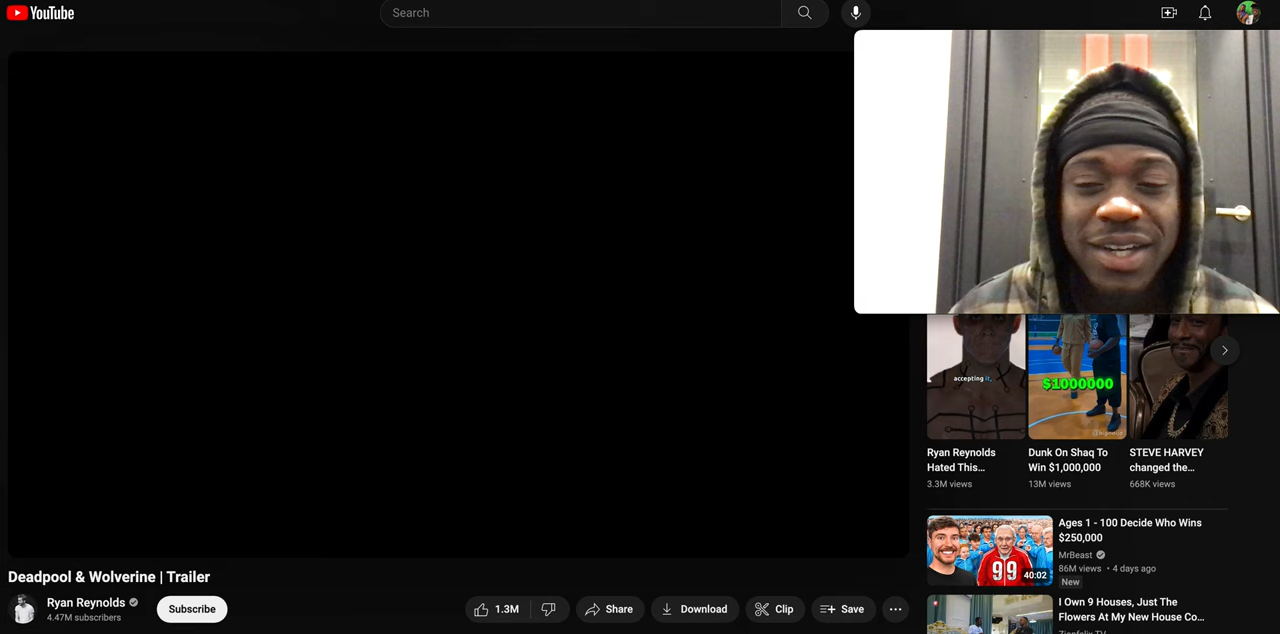 YouTube
Search
accepting it,
$1000000
Ryan Reynolds
Hated This...
3.3M views
Dunk On Shaq To
Win $1,000,000
13M views
STEVE HARVEY
changed the...
668K views
Ages 1 - 100 Decide Who Wins
$250,000
MrBeast
86M views • 4 days ago
New
99
40:02
I Own 9 Houses, Just The
Flowers At My New House Co...
Deadpool & Wolverine | Trailer
Ryan Reynolds
4.47M subscribers
Subscribe
1.3M
Share
Download
Clip
Save